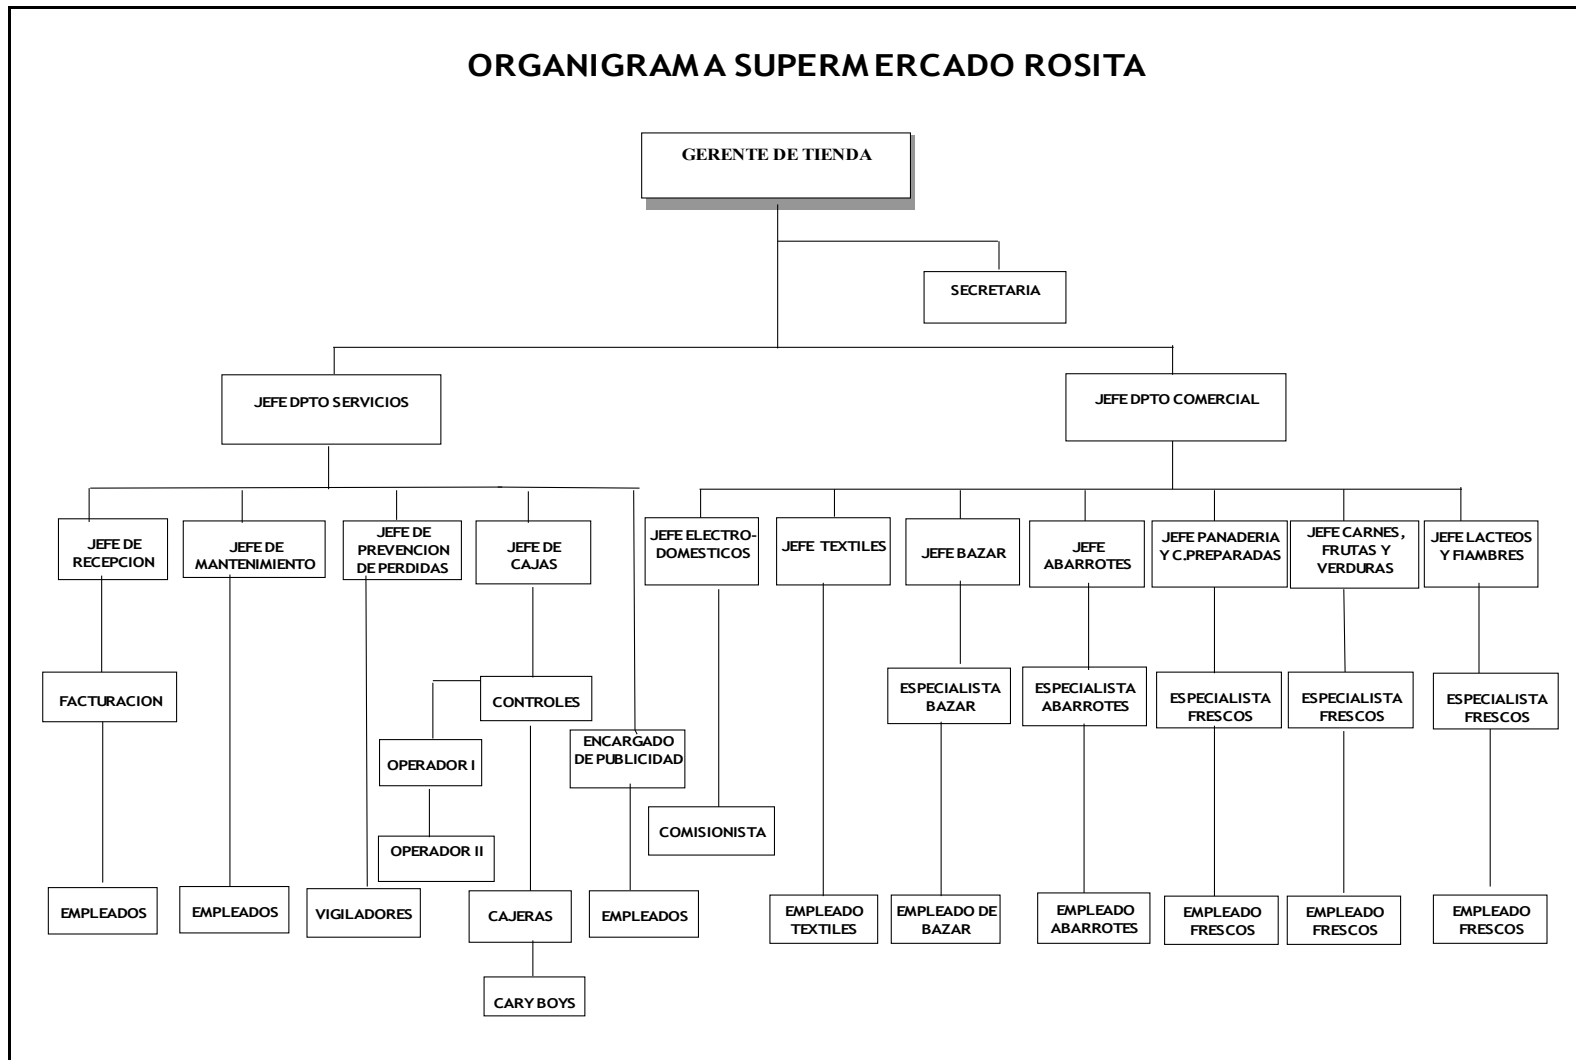 ORGANIGRAMA SUPERMERCADO ROSITA
GERENTE DE TIENDA
SECRETARIA
JEFE DPTO SERVICIOS
JEFE DPTO COMERCIAL
JEFE DE
RECEPCION
JEFE DE
MANTENIMIENTO
JEFE DE
PREVENCION
DE PERDIDAS
JEFE DE
CAJAS
JEFE ELECTRO-
DOMESTICOS
JEFE TEXTILES
JEFE BAZAR
JEFE
ABARROTES
JEFE PANADERIA
Y C.PREPARADAS
JEFE CARNES,
FRUTAS Y
VERDURAS
JEFE LACTEOS
Y FIAMBRES
FACTURACION
CONTROLES
ESPECIALISTA
BAZAR
ESPECIALISTA
ABARROTES
ESPECIALISTA
FRESCOS
ESPECIALISTA
FRESCOS
ESPECIALISTA
FRESCOS
OPERADOR I
ENCARGADO
DE PUBLICIDAD
OPERADOR II
COMISIONISTA
EMPLEADOS
EMPLEADOS
VIGILADORES
CAJERAS
EMPLEADOS
EMPLEADO
TEXTILES
EMPLEADO DE
BAZAR
EMPLEADO
ABARROTES
EMPLEADO
FRESCOS
EMPLEADO
FRESCOS
EMPLEADO
FRESCOS
CARY BOYS